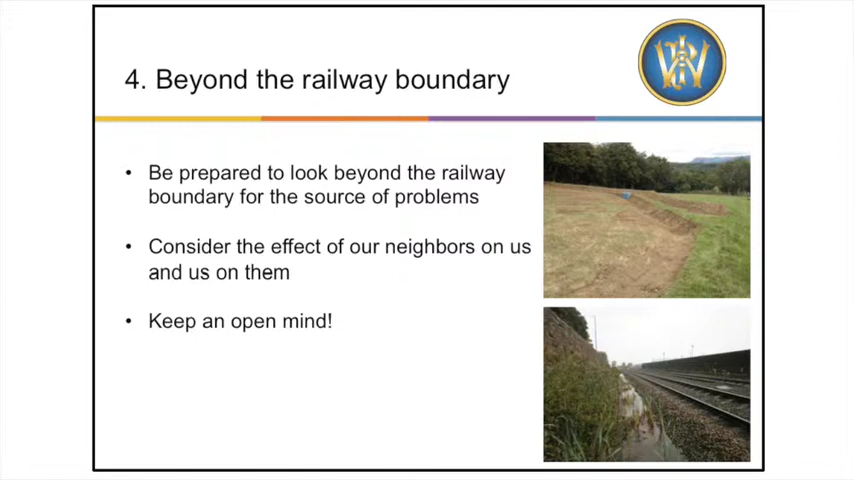 4. Beyond the railway boundary
• Be prepared to look beyond the railway
boundary for the source of problems
• Consider the effect of our neighbors on us
and us on them
• Keep an open mind!